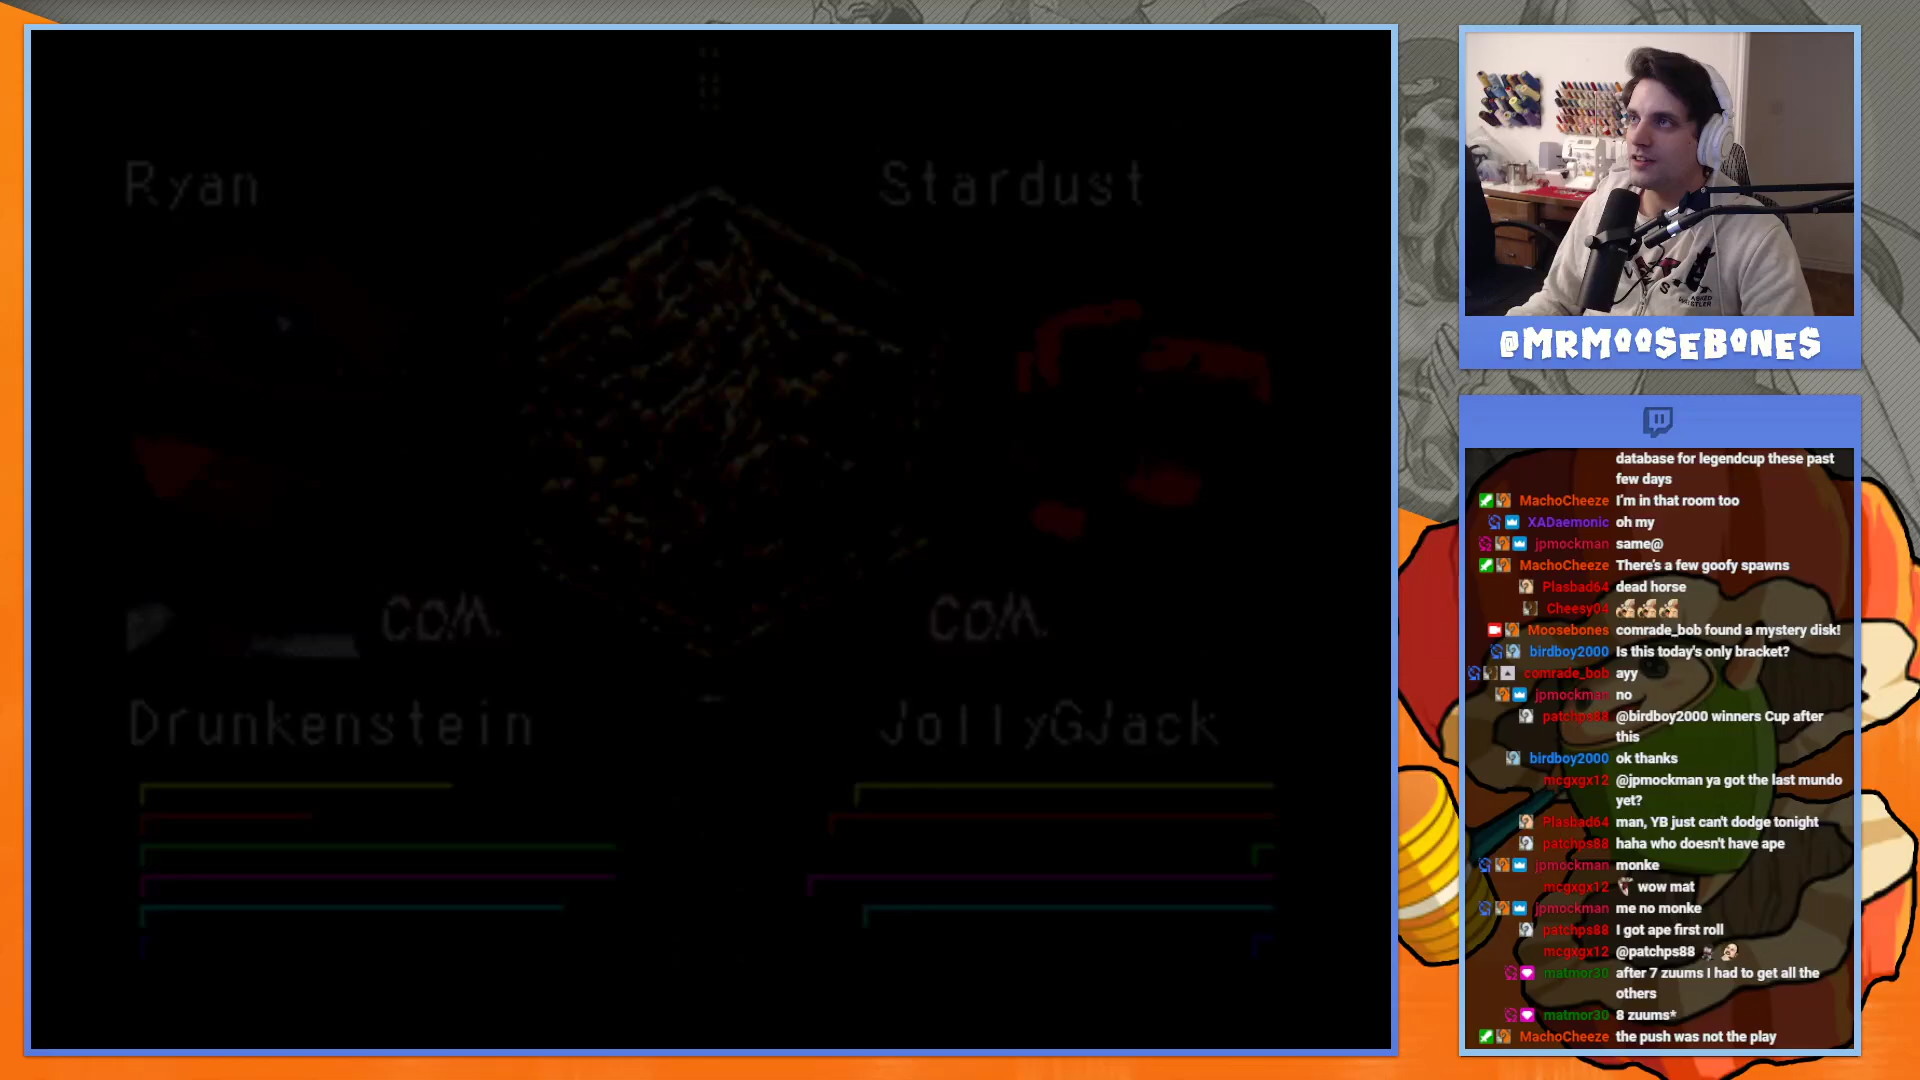 Ryan
Stardust
COM.
COM.
Drunkenstein
JollyGJack
@MRMOOSEBONES
database for legendcup these past
few days
MachoCheeze I'm in that room too
XADaemonic oh my
jpmockman same@
MachoCheeze There's a few goofy spawns
Plasbad64 dead horse
Cheesy04
Moosebones comrade_bob found a mystery disk!
birdboy2000 Is this today's only bracket?
comrade_bob ayy
jpmockman no
patchps88 @birdboy2000 winners Cup after
this
birdboy2000 ok thanks
mcgxgx12 @jpmockman ya got the last mundo
yet?
Plasbad64 man, YB just can't dodge tonight
patchps88 haha who doesn't have ape
jpmockman monke
mcgxgx12 wow mat
jpmockman me no monke
patchps88 I got ape first roll
mcgxgx12 @patchps88
matmor30 after 7 zuums I had to get all the
others
matmor30 8 zuums*
MachoCheeze the push was not the play